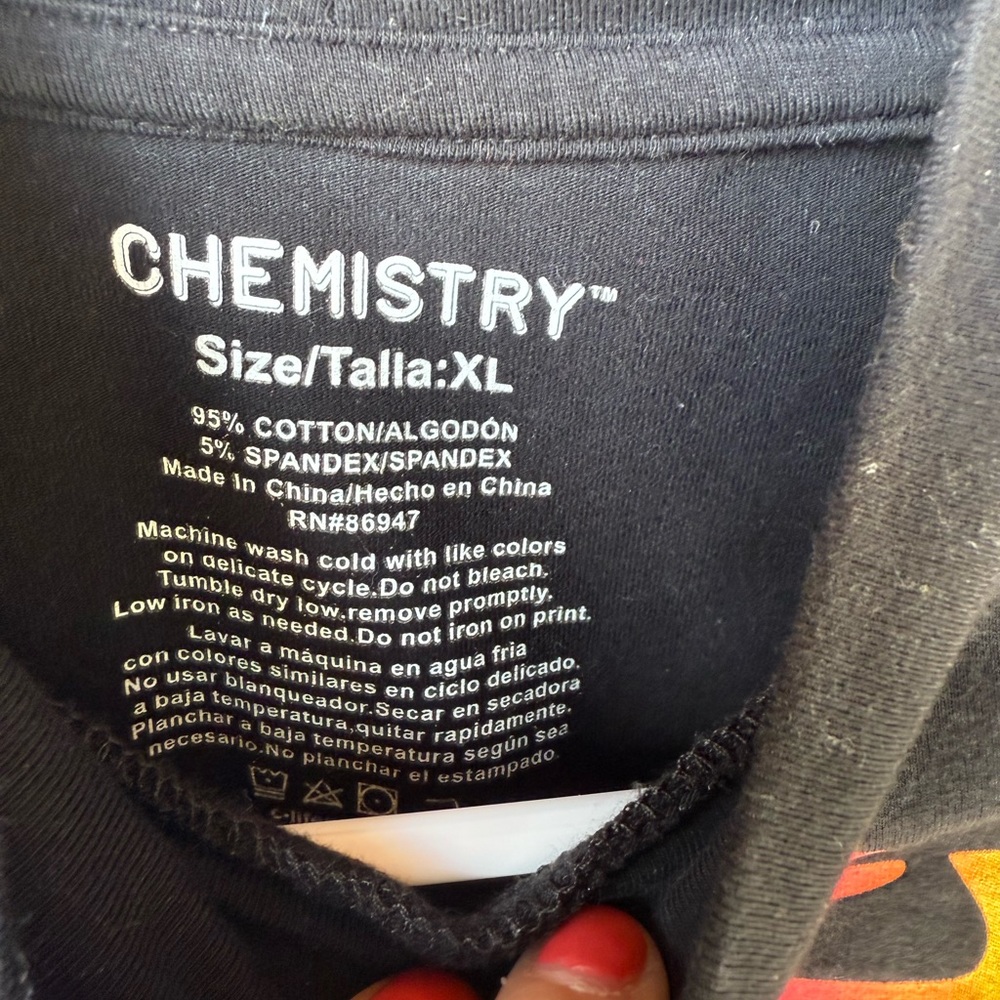 CHEMISTRY™
Size/Talla:XL
95% COTTON/ALGODÓN
5% SPANDEX/SPANDEX
Made In China/Hecho en China
RN#86947
Machine wash cold with like colors
on delicate cycle.Do not bleach.
Tumble dry low.remove promptly.
Low iron as needed.Do not iron on print.
Lavar a máquina en agua fria
con colores similares en ciclo delicado.
No usar blanqueador.Secar en secadora
a baja temperatura,quitar rapidamente.
Planchar a baja temperatura según sea
necesario.No planchar el estampado.